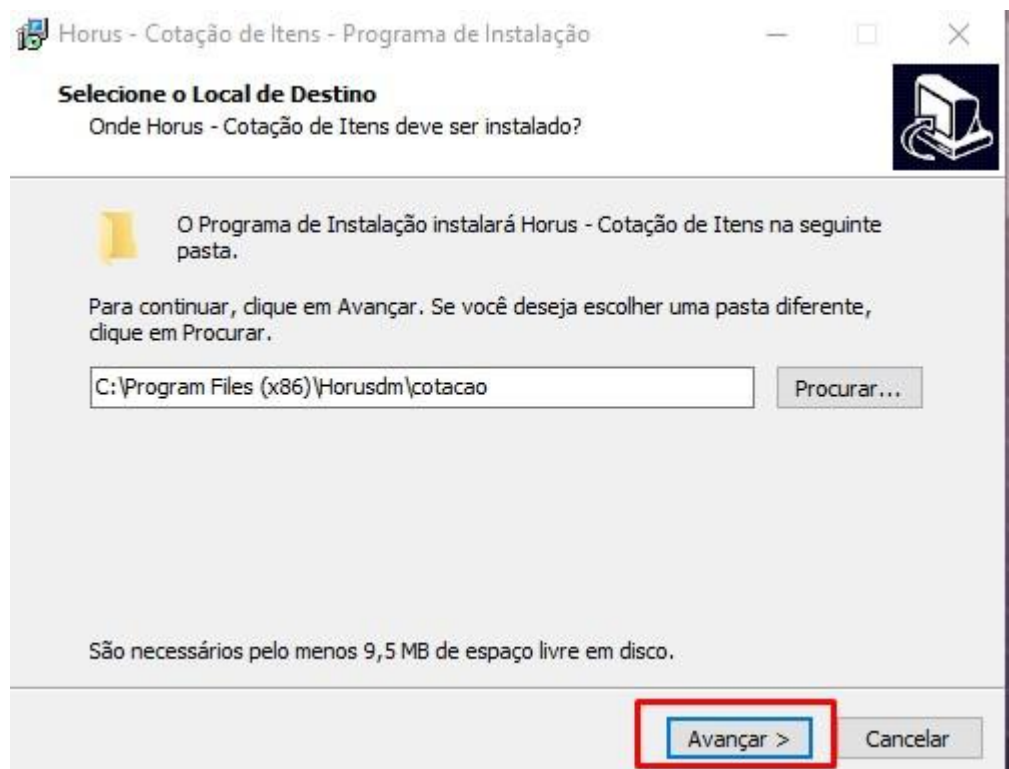 Horus - Cotação de Itens - Programa de Instalação
Selecione o Local de Destino
Onde Horus - Cotação de Itens deve ser instalado?
O Programa de Instalação instalará Horus - Cotação de Itens na seguinte
pasta.
Para continuar, clique em Avançar. Se você deseja escolher uma pasta diferente,
clique em Procurar.
C:\Program Files (x86)\Horusdm\cotacao
Procurar...
São necessários pelo menos 9,5 MB de espaço livre em disco.
Avançar >
Cancelar